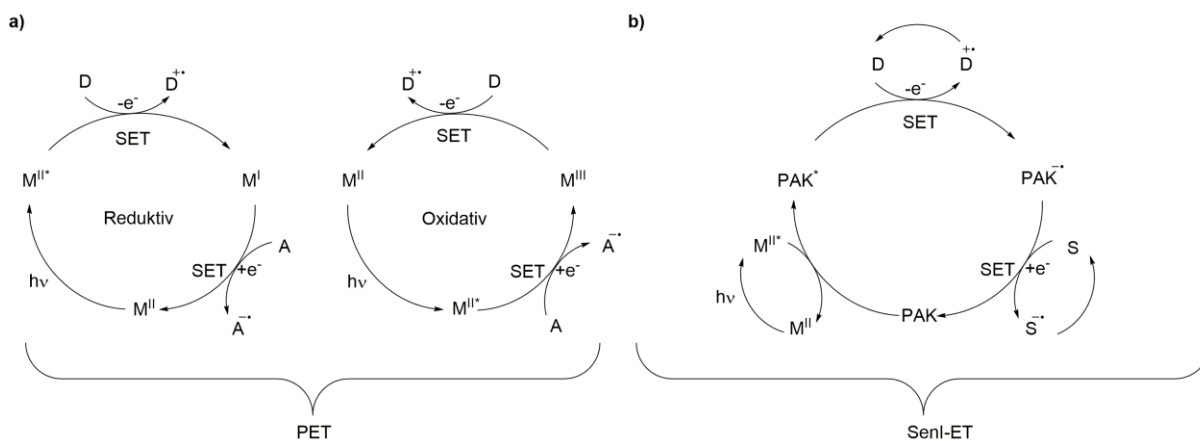 a)
D D⁺•
-e⁻
SET
Mᴵᴵ* Mᴵ
Reduktiv
hν
SET +e⁻
A
Mᴵᴵ
A⁻•
D⁺• D
-e⁻
SET
Mᴵᴵ Mᴵᴵᴵ
Oxidativ
hν
SET +e⁻
A⁻•
Mᴵᴵ*
A
PET
b)
D D⁺•
-e⁻
SET
PAK* PAK⁻•
Mᴵᴵ*
hν
Mᴵᴵ
PAK
SET +e⁻
S
S⁻•
SenI-ET